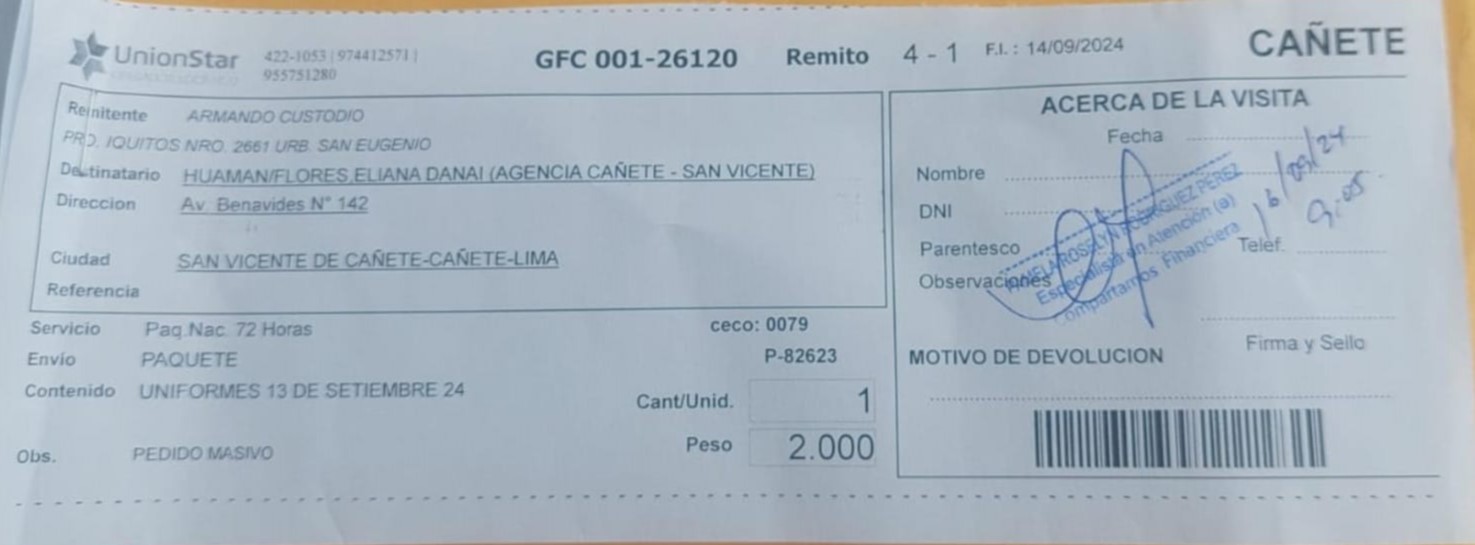 UnionStar 422-1053 | 974412571 |
955751280
GFC 001-26120 Remito 4 - 1 F.I. : 14/09/2024 CAÑETE
Remitente ARMANDO CUSTODIO
PRO. IQUITOS NRO. 2661 URB. SAN EUGENIO
Destinatario HUAMAN/FLORES,ELIANA DANAI (AGENCIA CAÑETE - SAN VICENTE)
Direccion Av. Benavides N° 142
Ciudad SAN VICENTE DE CAÑETE-CAÑETE-LIMA
Referencia
Servicio Paq.Nac. 72 Horas ceco: 0079
Envío PAQUETE P-82623
Contenido UNIFORMES 13 DE SETIEMBRE 24
Cant/Unid. 1
Peso 2.000
Obs. PEDIDO MASIVO
ACERCA DE LA VISITA
Fecha
Nombre
DNI
Parentesco Telef.
Observaciones
16/09/24
9:05
PAMELA ROSELYN RODRIGUEZ PEREZ
Especialista en Atención (a)
Compartamos Financiera
Firma y Sello
MOTIVO DE DEVOLUCION